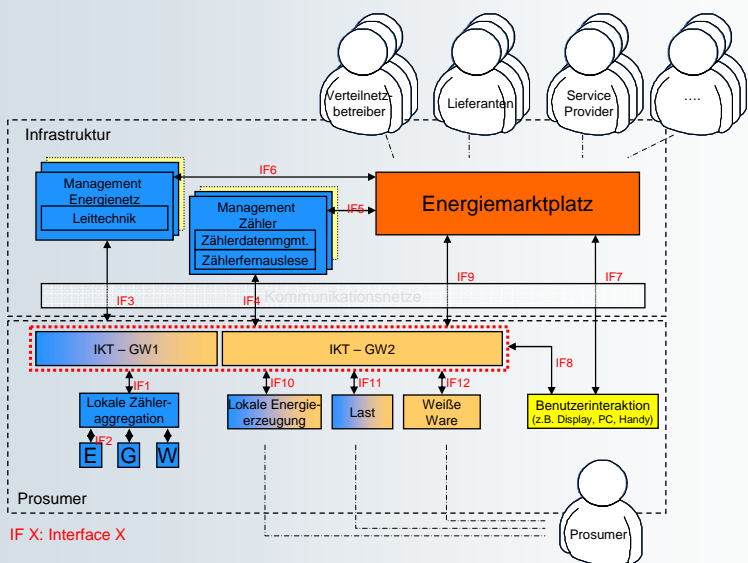 Verteilnetz-
betreiber
Lieferanten
Service
Provider
....
Infrastruktur
IF6
Management
Energienetz
Leittechnik
Management
Zähler
Zählerdatenmgmt.
Zählerfernauslese
IF5
Energiemarktplatz
IF3
IF4
Kommunikationsnetze
IF9
IF7
IKT – GW1
IKT – GW2
IF8
IF1
IF10
IF11
IF12
Lokale Zähler-
aggregation
Lokale Energie-
erzeugung
Last
Weiße
Ware
Benutzerinteraktion
(z.B. Display, PC, Handy)
IF2
E
G
W
Prosumer
IF X: Interface X
Prosumer